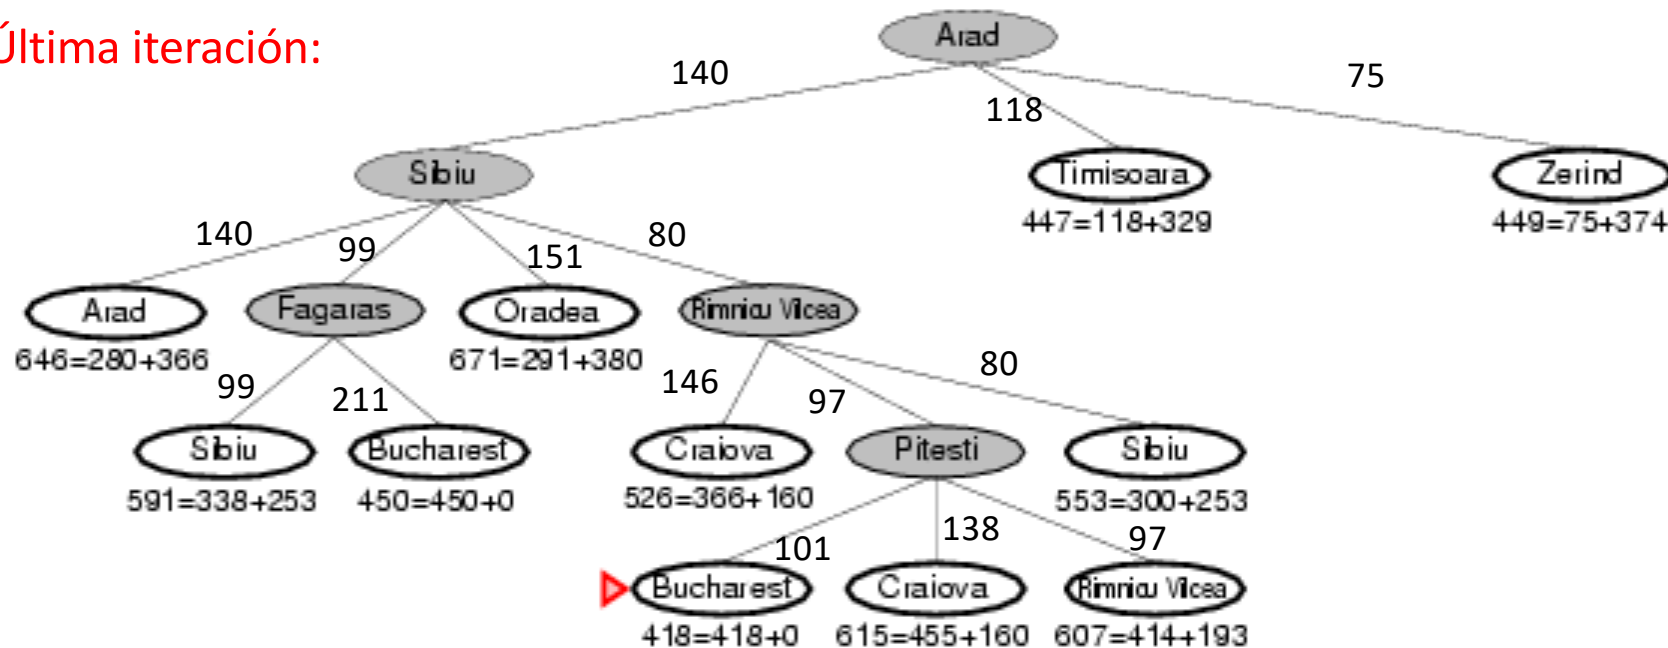 Última iteración:
Arad
140
118
75
Sibiu
Timisoara
Zerind
447=118+329
449=75+374
140
99
151
80
Arad
Fagaras
Oradea
Rimnicu Vilcea
646=280+366
671=291+380
99
211
146
97
80
Sibiu
Bucharest
Craiova
Pitesti
Sibiu
591=338+253
450=450+0
526=366+160
553=300+253
101
138
97
Bucharest
Craiova
Rimnicu Vilcea
418=418+0
615=455+160
607=414+193